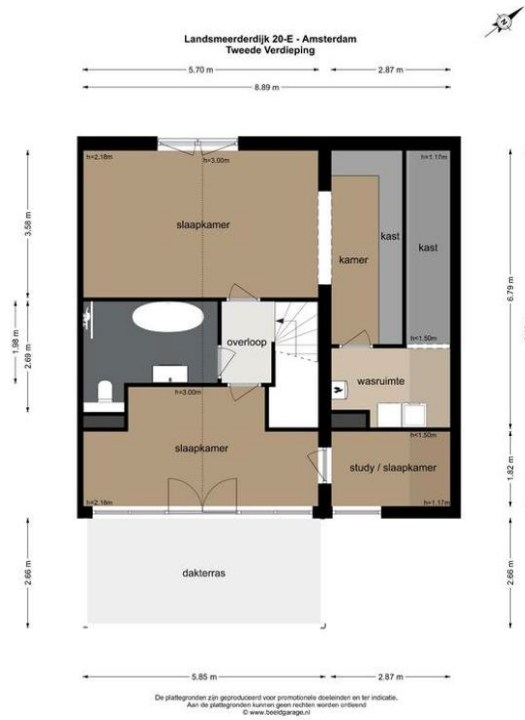 Landsmeerderdijk 20-E - Amsterdam
Tweede Verdieping
5.70 m
2.87 m
8.89 m
h=2.18m
h=3.00m
h=1.17m
3.58 m
slaapkamer
kast
kast
kamer
6.79 m
1.98 m
2.69 m
overloop
h=1.50m
wasruimte
h=3.00m
slaapkamer
h=1.50m
study / slaapkamer
1.82 m
h=2.18m
h=1.17m
2.66 m
dakterras
2.66 m
5.85 m
2.87 m
De plattegronden zijn geproduceerd voor promotionele doeleinden en ter indicatie.
Aan de plattegronden kunnen geen rechten worden ontleend
© www.beeldgarage.nl